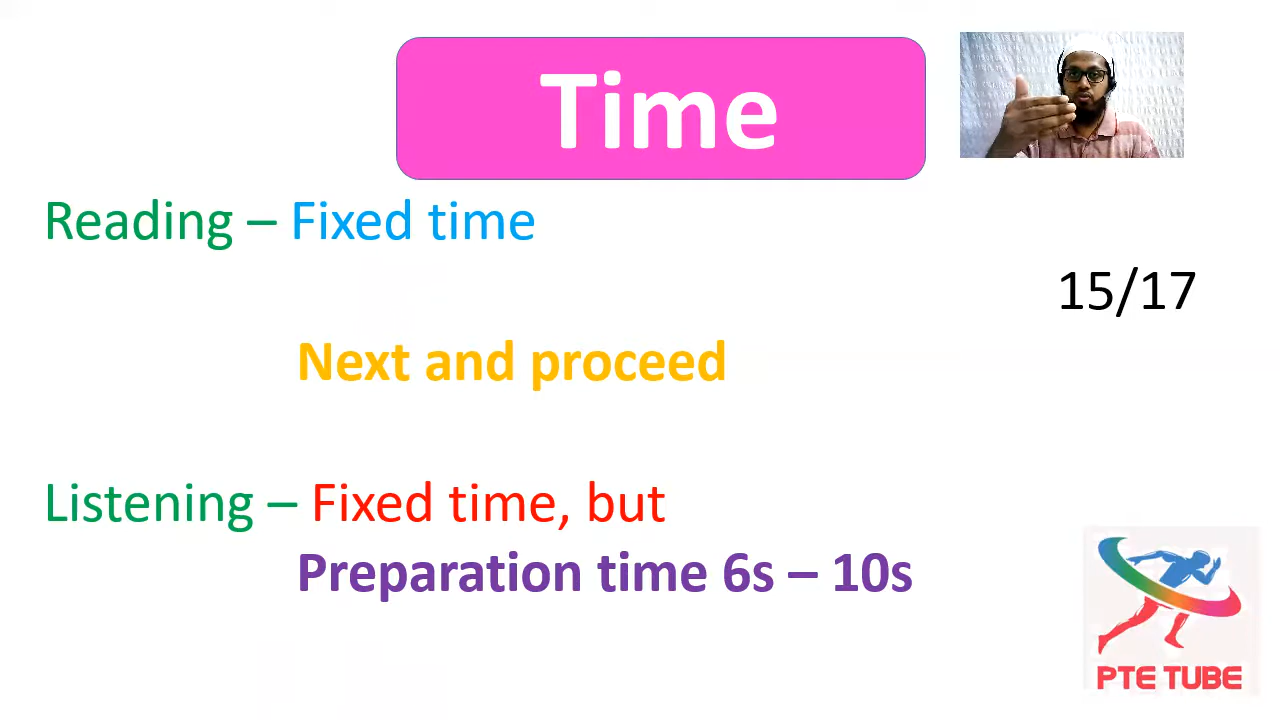 Time
Reading – Fixed time
15/17
Next and proceed
Listening – Fixed time, but
Preparation time 6s – 10s
PTE TUBE